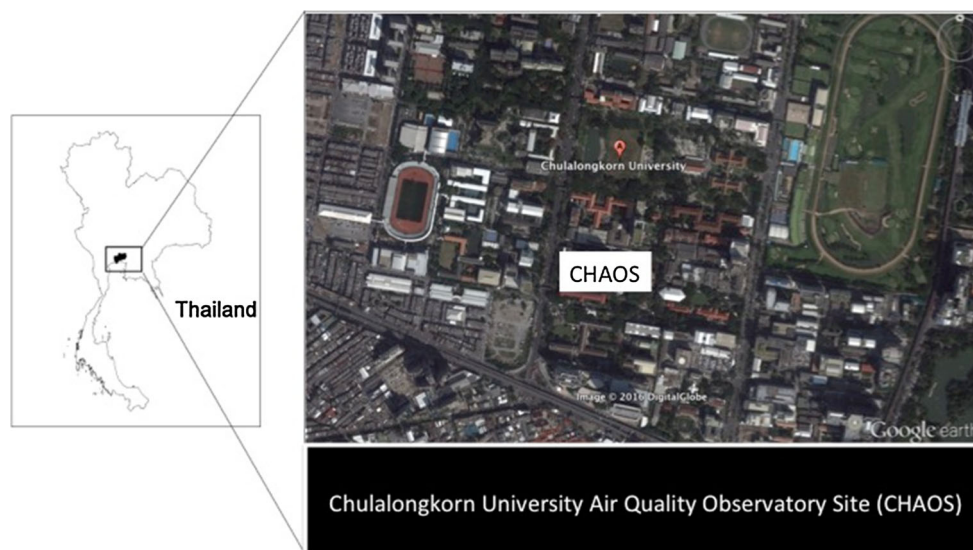 Thailand
Chulalongkorn University
CHAOS
Image © 2016 DigitalGlobe
Google earth
Chulalongkorn University Air Quality Observatory Site (CHAOS)